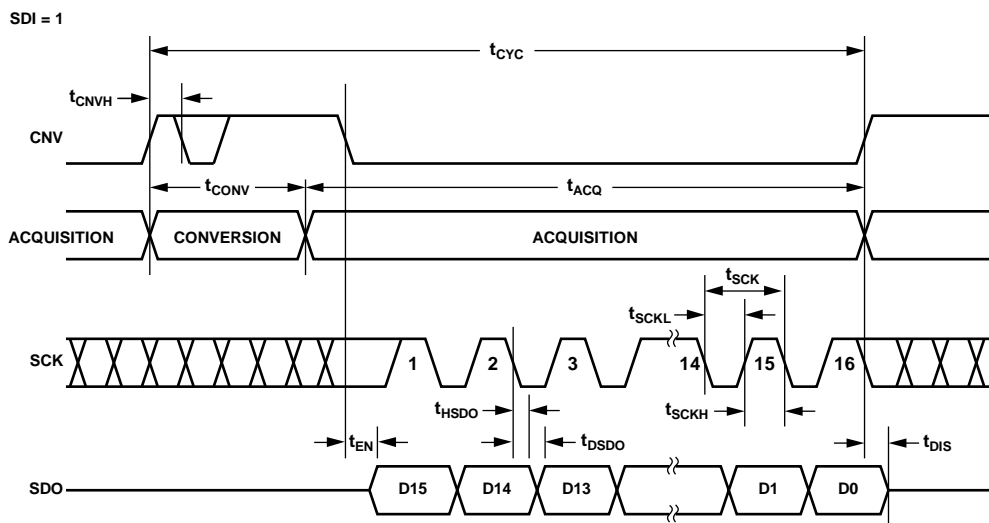 SDI = 1
tCYC
tCNVH
CNV
tCONV
tACQ
ACQUISITION CONVERSION ACQUISITION
tSCK
tSCKL
SCK 1 2 3 14 15 16
tHSDO tSCKH
tEN tDSDO tDIS
SDO D15 D14 D13 D1 D0